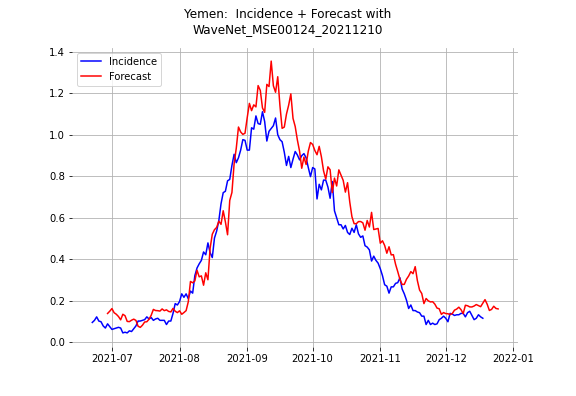 Yemen:  Incidence + Forecast with
WaveNet_MSE00124_20211210
Incidence
Forecast
1.4
1.2
1.0
0.8
0.6
0.4
0.2
0.0
2021-07 2021-08 2021-09 2021-10 2021-11 2021-12 2022-01